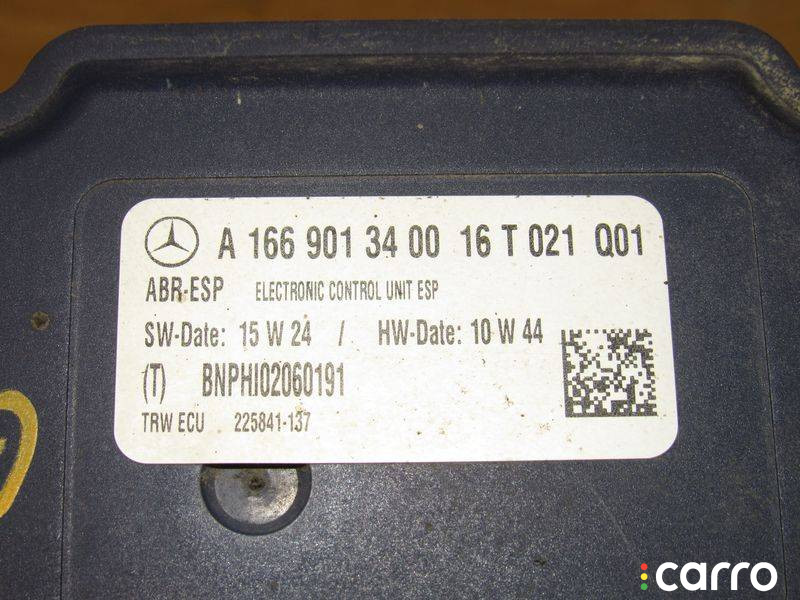 A 166 901 34 00 16 T 021 Q01
ABR-ESP ELECTRONIC CONTROL UNIT ESP
SW-Date: 15 W 24 / HW-Date: 10 W 44
(T) BNPHI02060191
TRW ECU 225841-137
carro